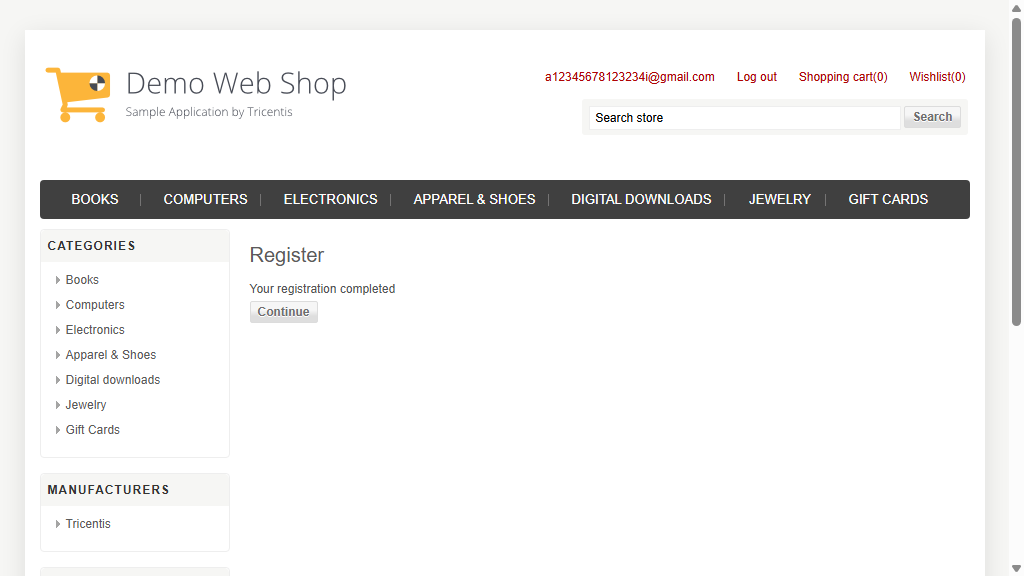 Demo Web Shop
Sample Application by Tricentis
a12345678123234i@gmail.com Log out Shopping cart(0) Wishlist(0)
Search store Search
BOOKS COMPUTERS ELECTRONICS APPAREL & SHOES DIGITAL DOWNLOADS JEWELRY GIFT CARDS
CATEGORIES
Books
Computers
Electronics
Apparel & Shoes
Digital downloads
Jewelry
Gift Cards
MANUFACTURERS
Tricentis
Register
Your registration completed
Continue